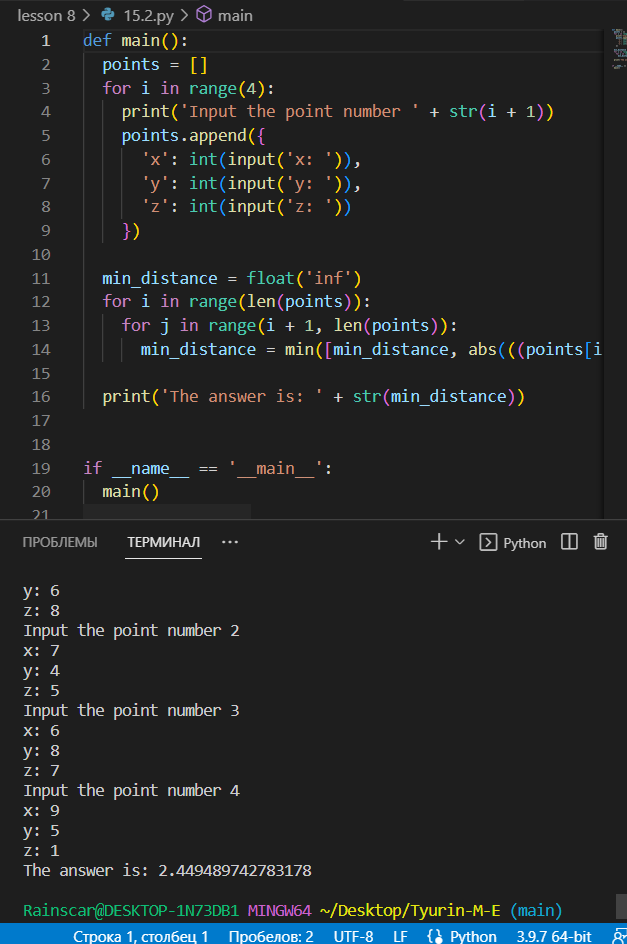 lesson 8 > 15.2.py > main
1 def main():
2 points = []
3 for i in range(4):
4 print('Input the point number ' + str(i + 1))
5 points.append({
6 'x': int(input('x: ')),
7 'y': int(input('y: ')),
8 'z': int(input('z: '))
9 })
10
11 min_distance = float('inf')
12 for i in range(len(points)):
13 for j in range(i + 1, len(points)):
14 min_distance = min([min_distance, abs(((points[i
15
16 print('The answer is: ' + str(min_distance))
17
18
19 if __name__ == '__main__':
20 main()
21
ПРОБЛЕМЫ ТЕРМИНАЛ ··· Python
y: 6
z: 8
Input the point number 2
x: 7
y: 4
z: 5
Input the point number 3
x: 6
y: 8
z: 7
Input the point number 4
x: 9
y: 5
z: 1
The answer is: 2.449489742783178
Rainscar@DESKTOP-1N73DB1 MINGW64 ~/Desktop/Tyurin-M-E (main)
Строка 1, столбец 1 Пробелов: 2 UTF-8 LF Python 3.9.7 64-bit